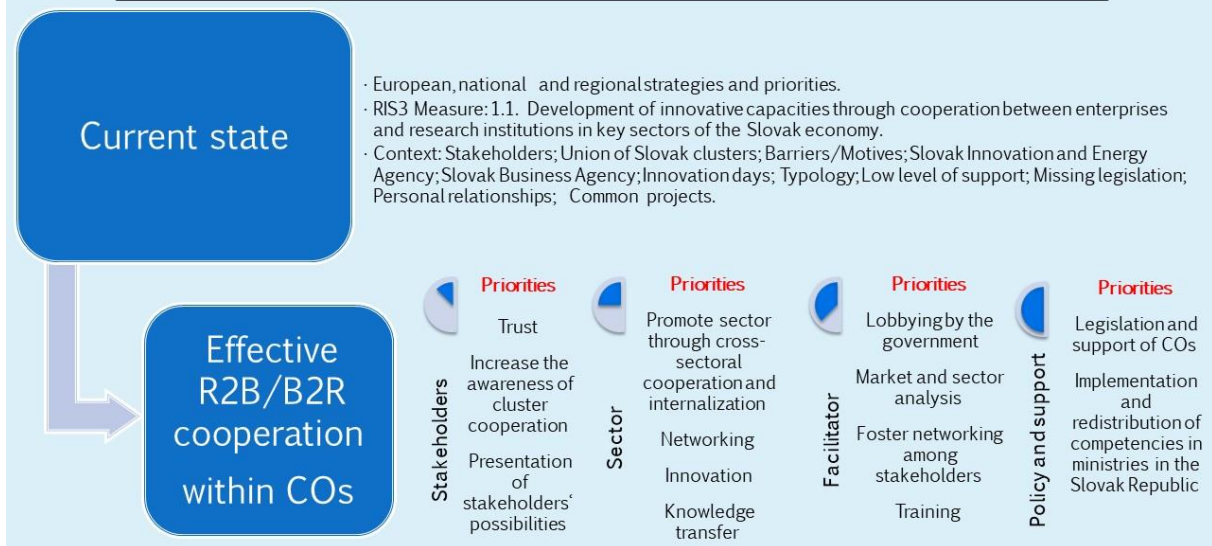 Current state
· European, national and regional strategies and priorities.
· RIS3 Measure: 1.1. Development of innovative capacities through cooperation between enterprises
and research institutions in key sectors of the Slovak economy.
· Context: Stakeholders; Union of Slovak clusters; Barriers/Motives; Slovak Innovation and Energy
Agency; Slovak Business Agency; Innovation days; Typology; Low level of support; Missing legislation;
Personal relationships; Common projects.
Effective
R2B/B2R
cooperation
within COs
Stakeholders
Priorities
Trust
Increase the
awareness of
cluster
cooperation
Presentation
of
stakeholders‘
possibilities
Sector
Priorities
Promote sector
through cross-
sectoral
cooperation and
internalization
Networking
Innovation
Knowledge
transfer
Facilitator
Priorities
Lobbying by the
government
Market and sector
analysis
Foster networking
among
stakeholders
Training
Policy and support
Priorities
Legislation and
support of COs
Implementation
and
redistribution of
competencies in
ministries in the
Slovak Republic